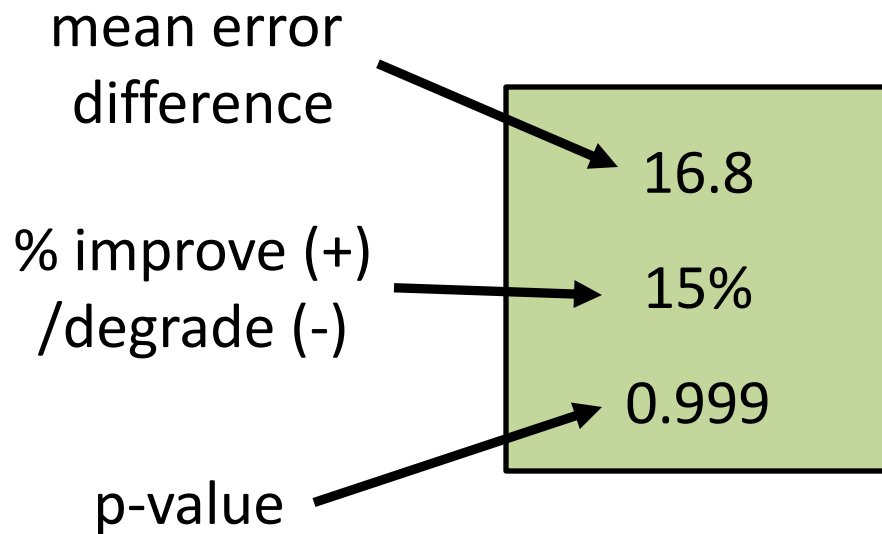 mean error
difference
16.8
% improve (+)
/degrade (-)
15%
0.999
p-value